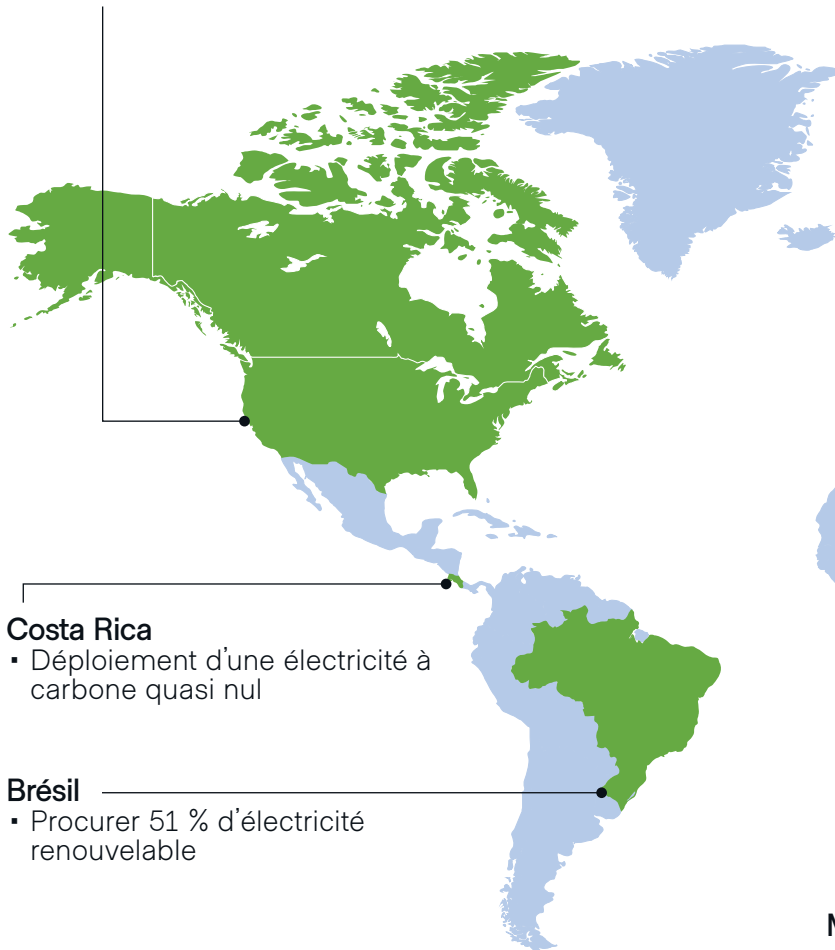 Costa Rica
▪ Déploiement d'une électricité à
carbone quasi nul
Brésil
▪ Procurer 51 % d'électricité
renouvelable